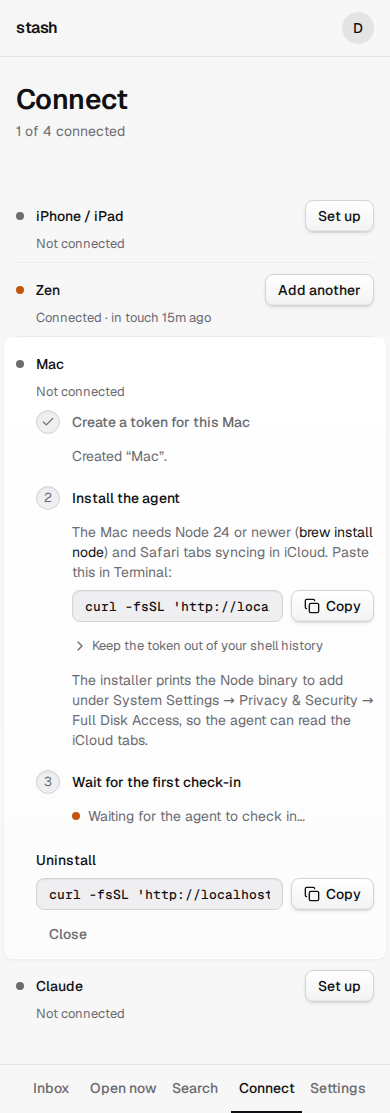 stash
D
Connect
1 of 4 connected
iPhone / iPad
Set up
Not connected
Zen
Add another
Connected · in touch 15m ago
Mac
Not connected
Create a token for this Mac
Created “Mac”.
2
Install the agent
The Mac needs Node 24 or newer (brew install
node) and Safari tabs syncing in iCloud. Paste
this in Terminal:
curl -fsSL 'http://loca
Copy
Keep the token out of your shell history
The installer prints the Node binary to add
under System Settings → Privacy & Security →
Full Disk Access, so the agent can read the
iCloud tabs.
3
Wait for the first check-in
Waiting for the agent to check in…
Uninstall
curl -fsSL 'http://localhost
Copy
Close
Claude
Set up
Not connected
Inbox
Open now
Search
Connect
Settings